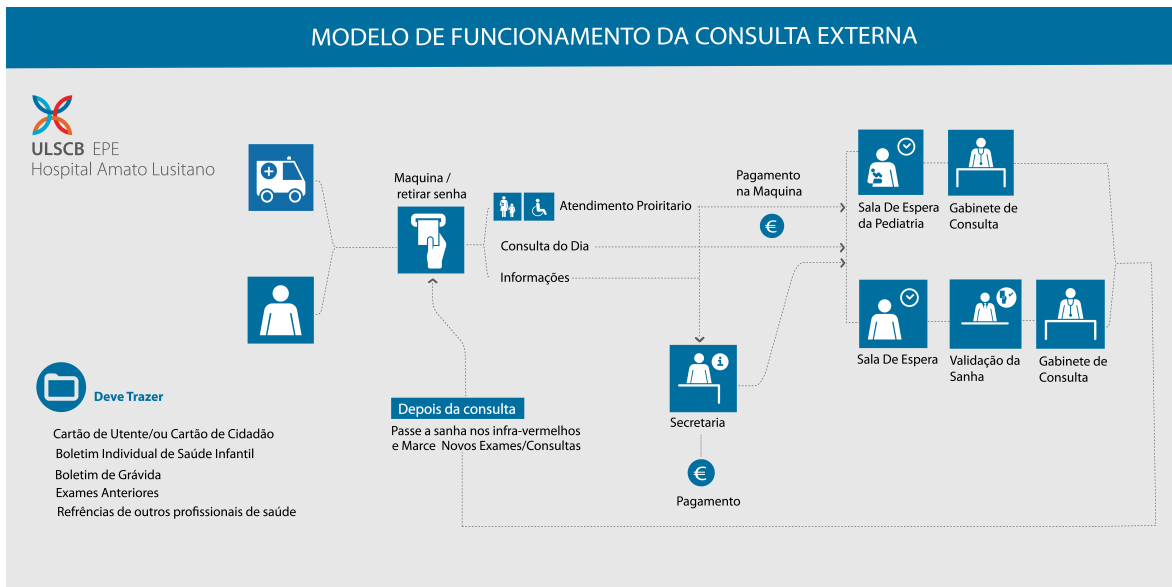 MODELO DE FUNCIONAMENTO DA CONSULTA EXTERNA
ULSCB EPE
Hospital Amato Lusitano
Maquina /
retirar senha
Atendimento Proiritario
Consulta do Dia
Informações
Pagamento
na Maquina
€
Sala De Espera
da Pediatria
Gabinete de
Consulta
Sala De Espera
Validação da
Sanha
Gabinete de
Consulta
i
Secretaria
€
Pagamento
Depois da consulta
Passe a sanha nos infra-vermelhos
e Marce Novos Exames/Consultas
Deve Trazer
Cartão de Utente/ou Cartão de Cidadão
Boletim Individual de Saúde Infantil
Boletim de Grávida
Exames Anteriores
Refrências de outros profissionais de saúde